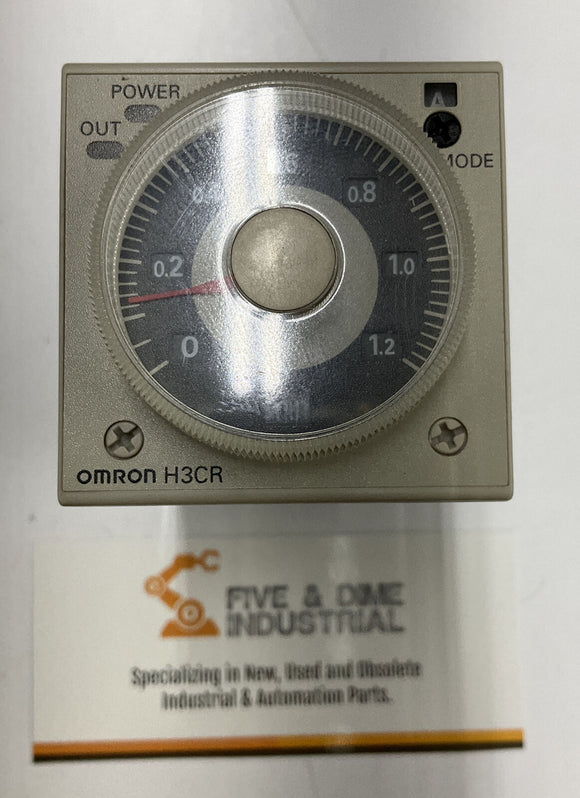 POWER
A
OUT
MODE
0.8
0.2
1.0
0
1.2
OMRON H3CR
FIVE & DIME
INDUSTRIAL
Specializing in New, Used and Obsolete
Industrial & Automation Parts.